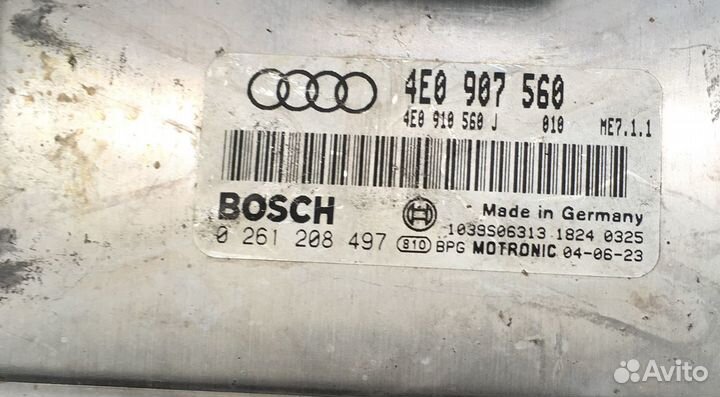 4E0 907 560
4E0 910 560 J 010 ME7.1.1
BOSCH
Made in Germany
0 261 208 497
1039S06313 1824 0325
810 BPG MOTRONIC 04-06-23
Avito